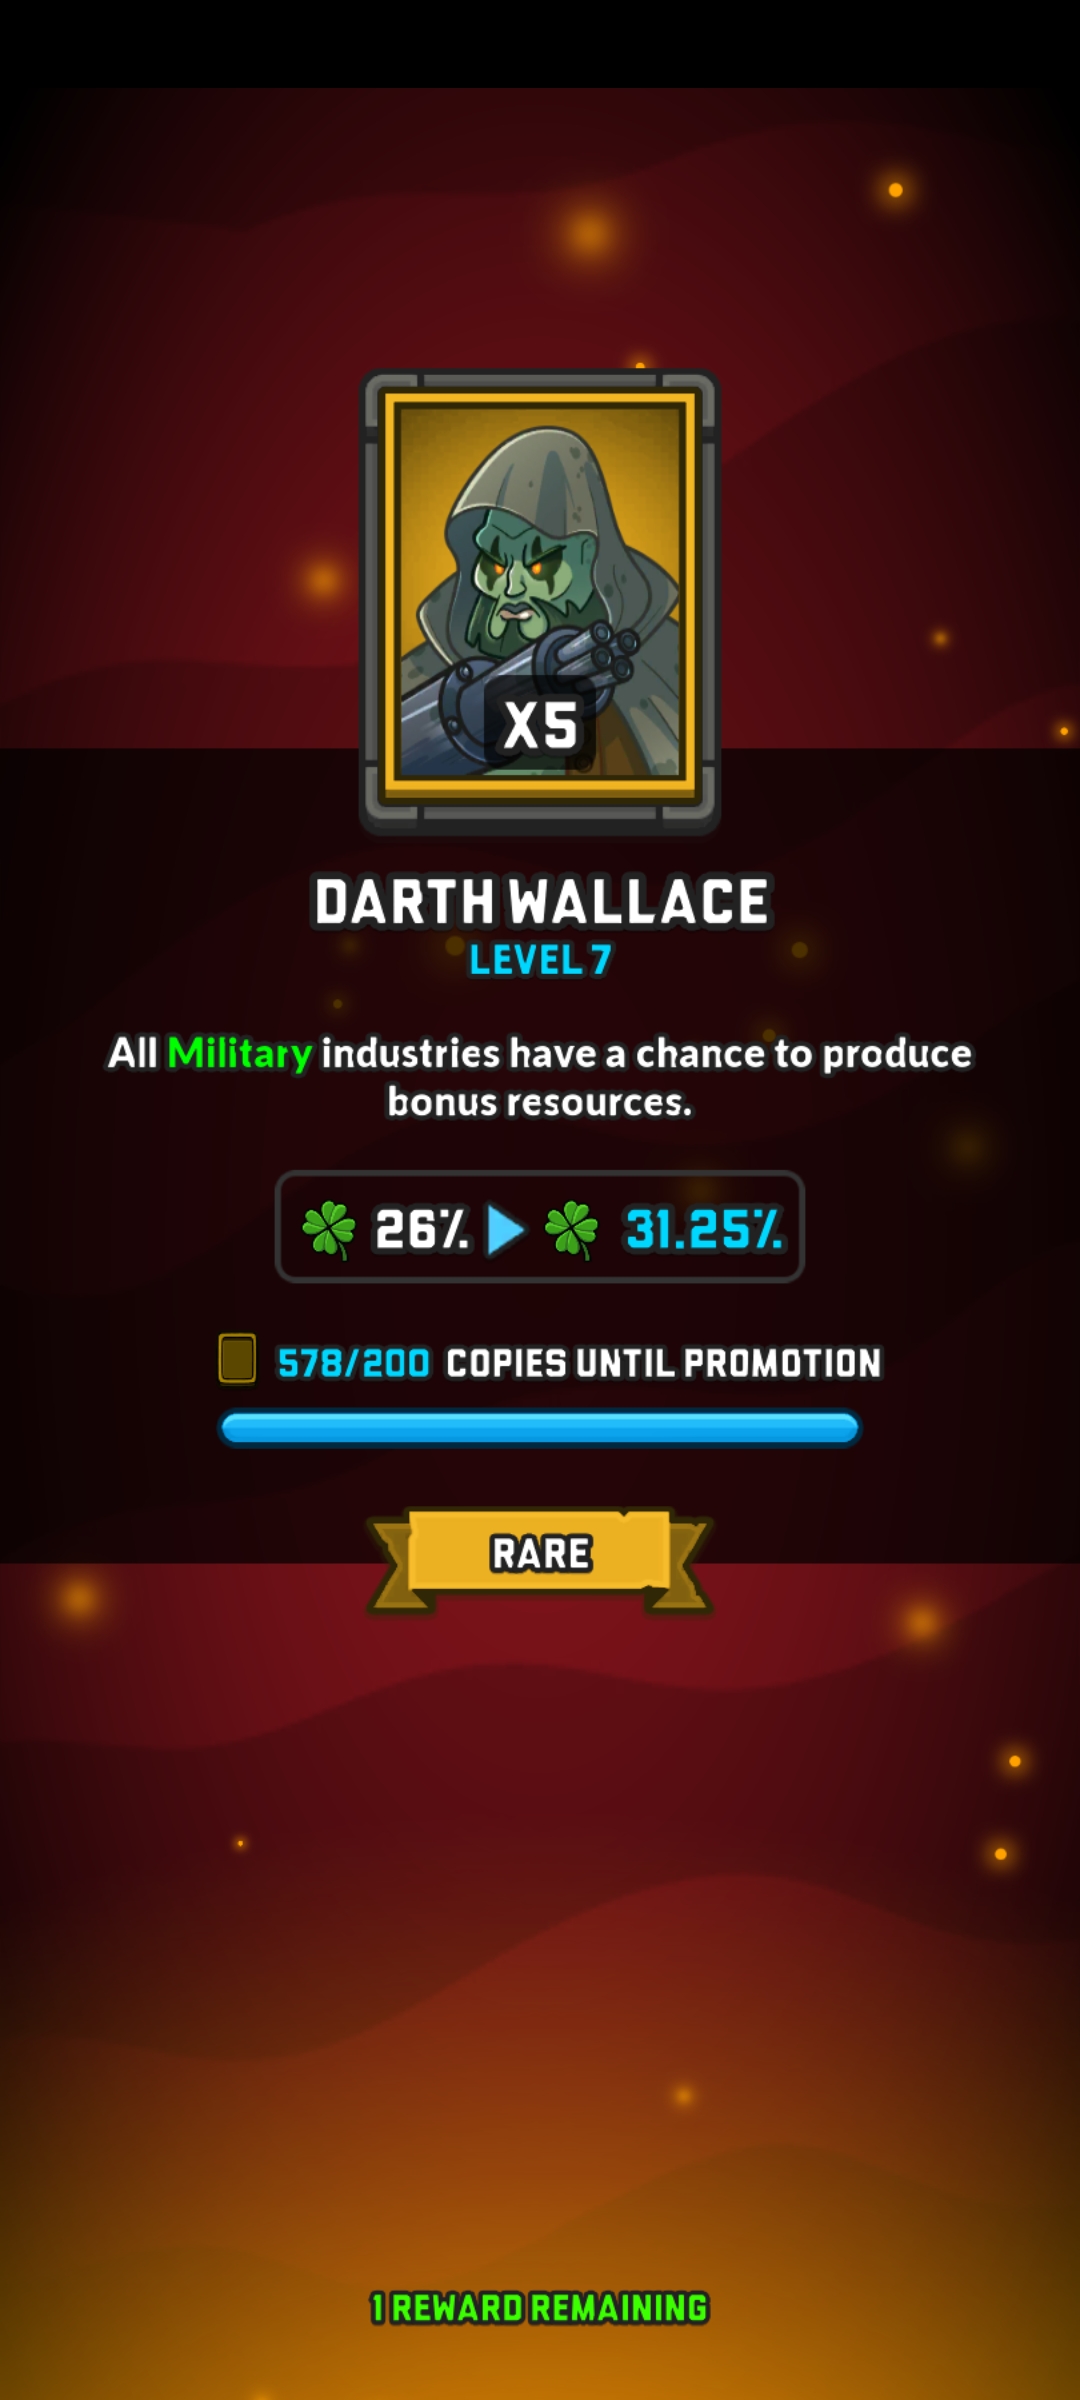 X5
DARTH WALLACE
LEVEL 7
All Military industries have a chance to produce
bonus resources.
26% 31.25%
578/200 COPIES UNTIL PROMOTION
RARE
1 REWARD REMAINING